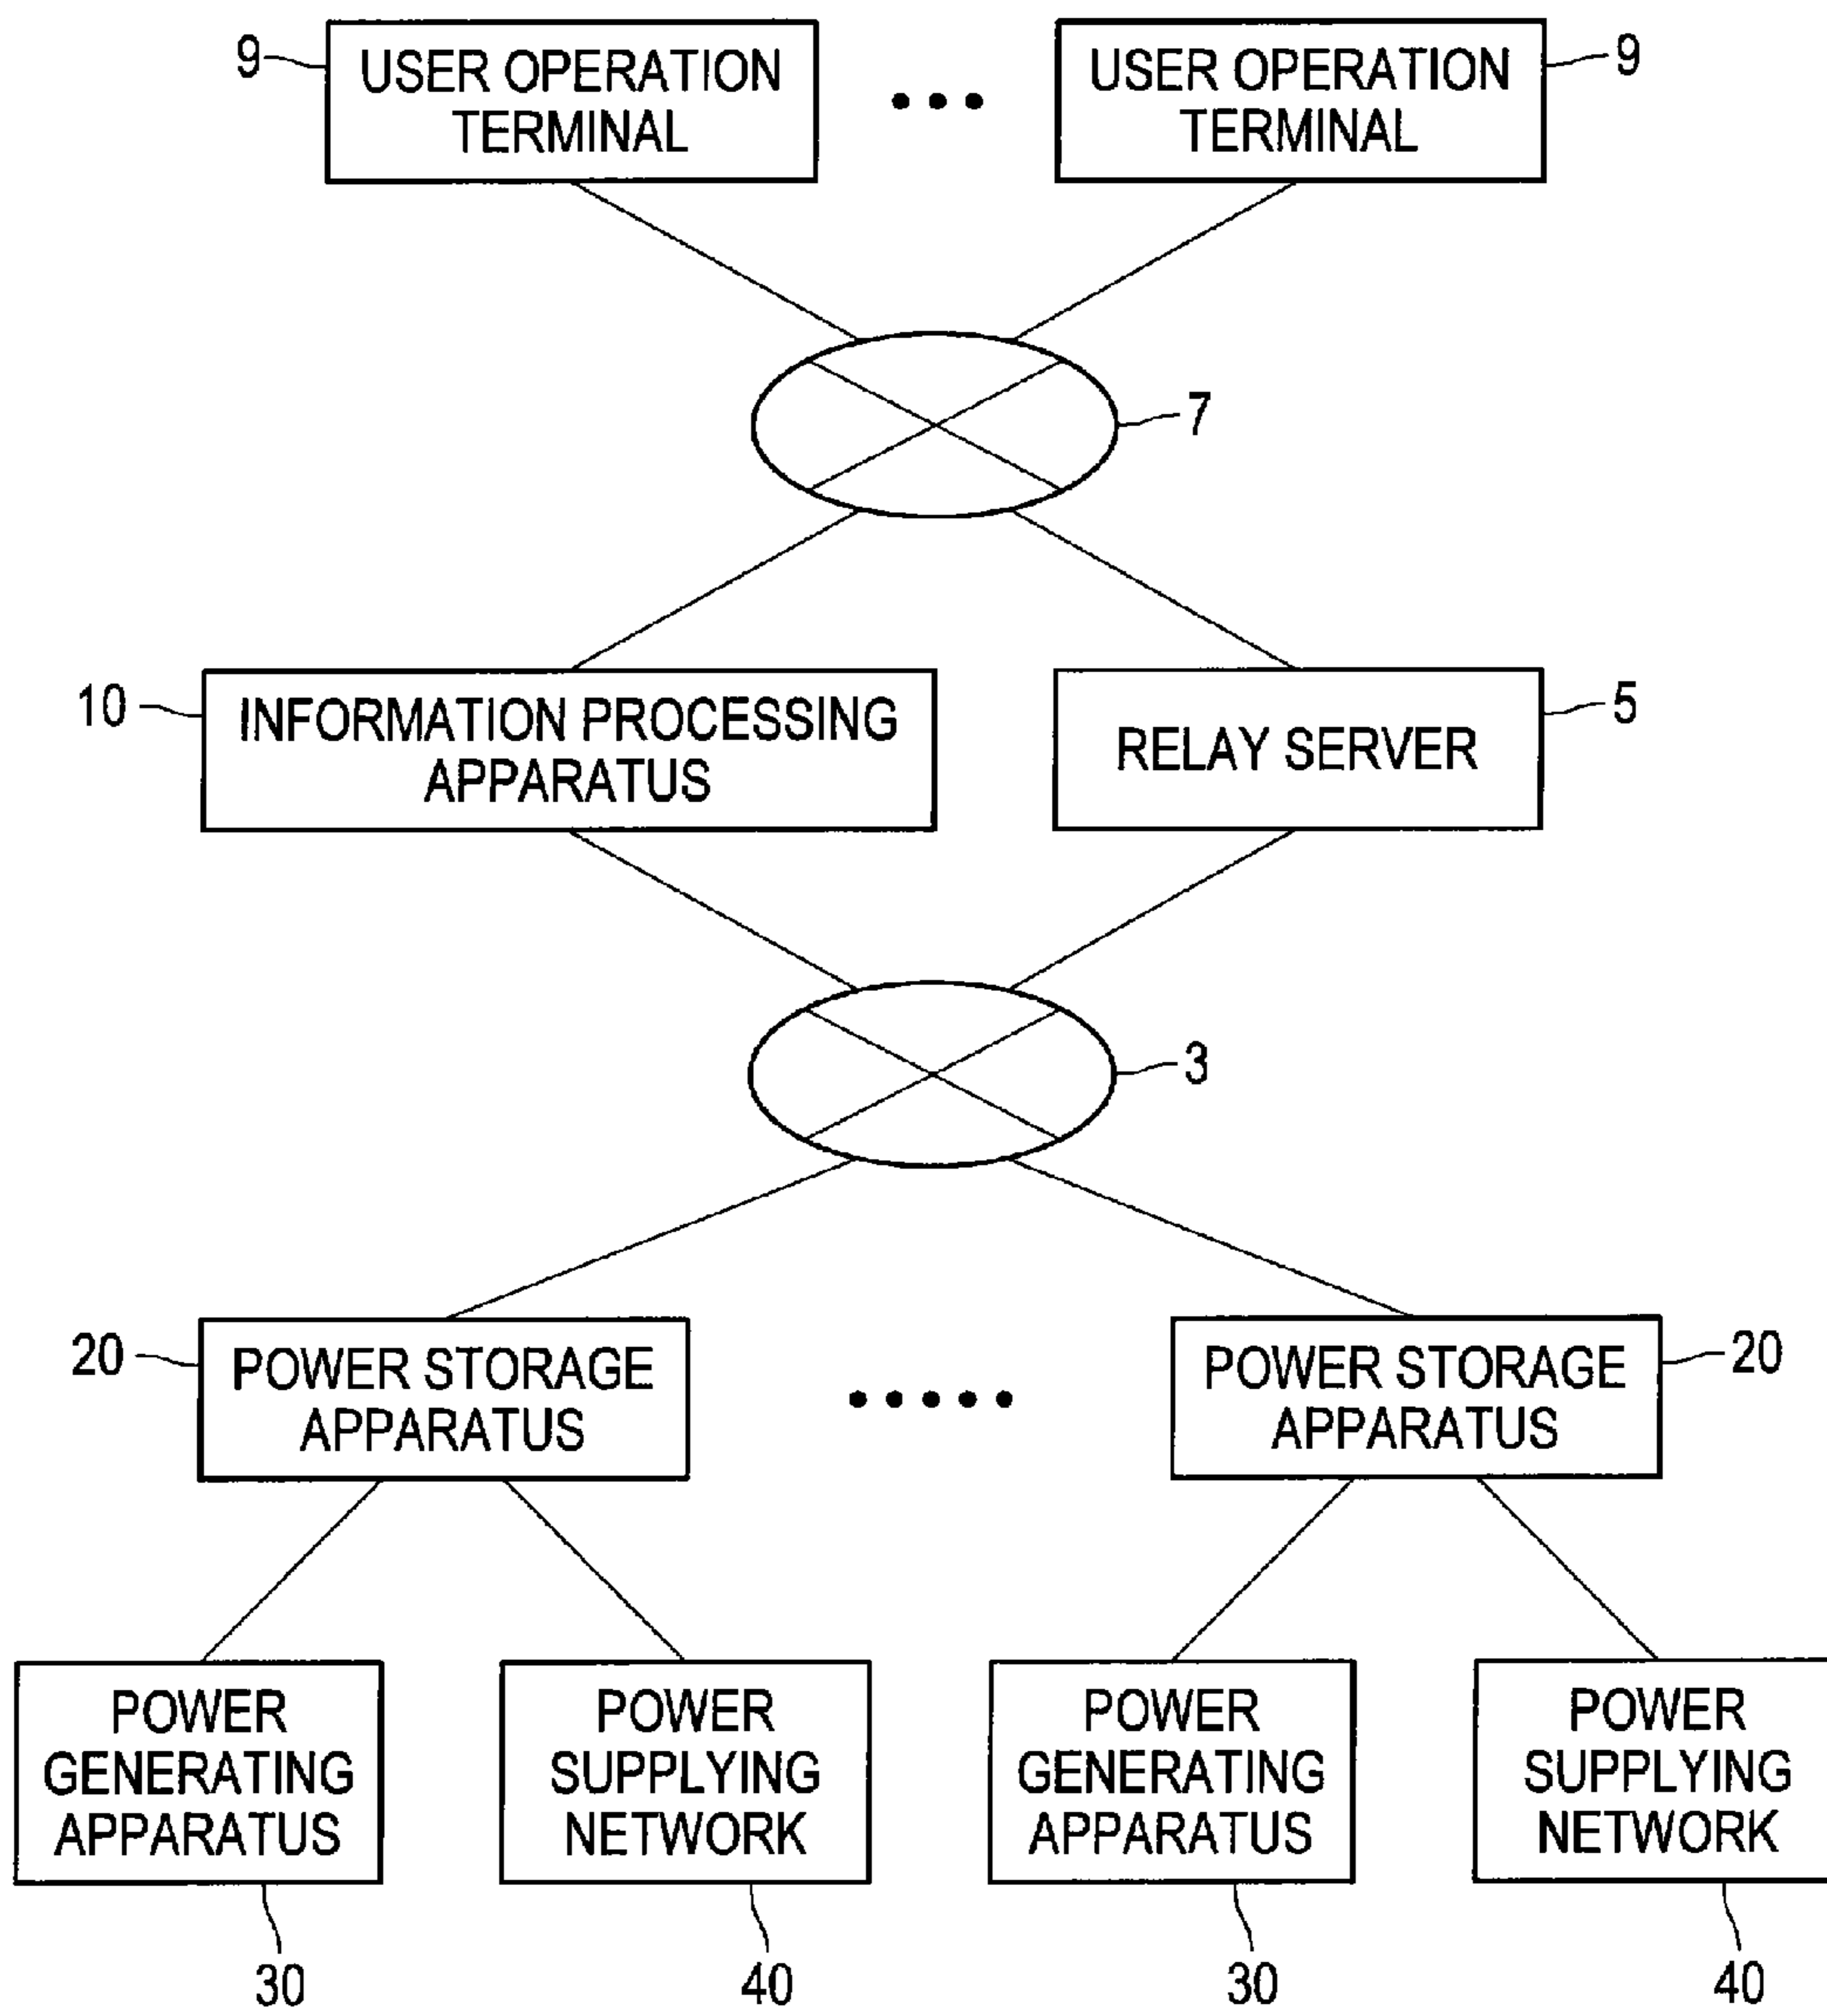 9
USER OPERATION
TERMINAL
USER OPERATION
TERMINAL
9
7
10
INFORMATION PROCESSING
APPARATUS
RELAY SERVER
5
3
20
POWER STORAGE
APPARATUS
POWER STORAGE
APPARATUS
20
POWER
GENERATING
APPARATUS
POWER
SUPPLYING
NETWORK
POWER
GENERATING
APPARATUS
POWER
SUPPLYING
NETWORK
30
40
30
40